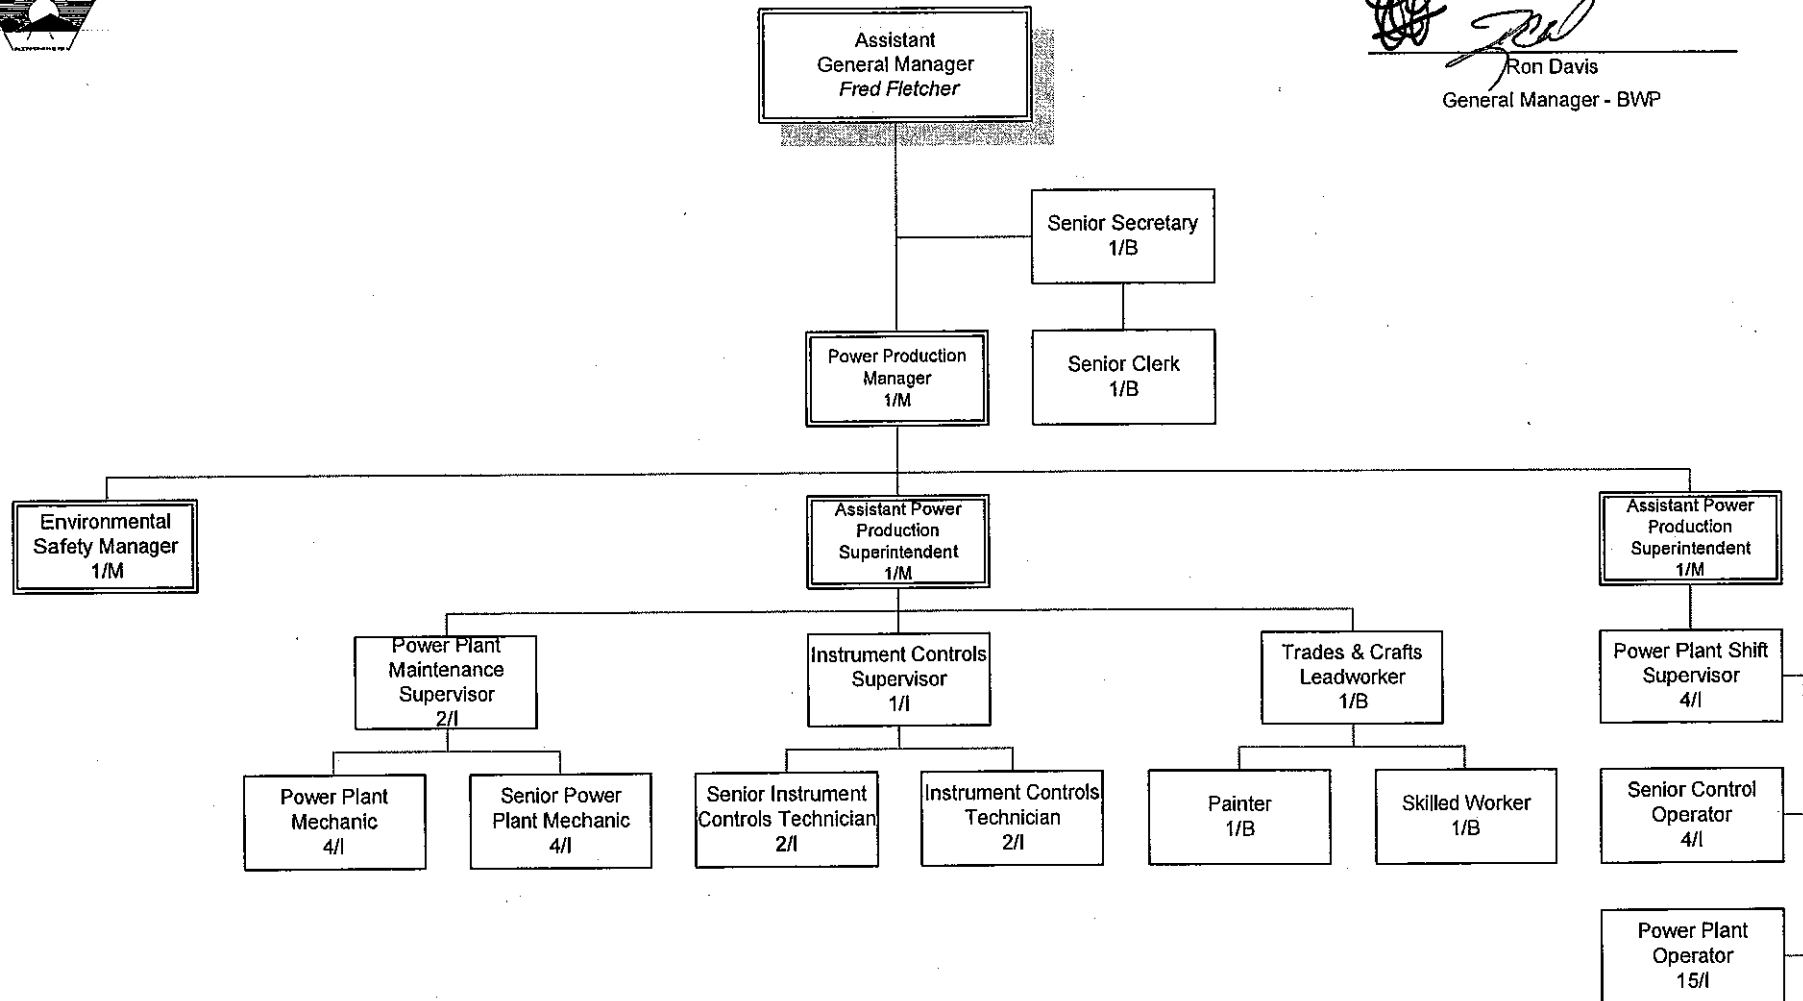 Assistant
General Manager
Fred Fletcher
Ron Davis
General Manager - BWP
Senior Secretary
1/B
Power Production
Manager
1/M
Senior Clerk
1/B
Environmental
Safety Manager
1/M
Assistant Power
Production
Superintendent
1/M
Assistant Power
Production
Superintendent
1/M
Power Plant
Maintenance
Supervisor
2/I
Instrument Controls
Supervisor
1/I
Trades & Crafts
Leadworker
1/B
Power Plant Shift
Supervisor
4/I
Power Plant
Mechanic
4/I
Senior Power
Plant Mechanic
4/I
Senior Instrument
Controls Technician
2/I
Instrument Controls
Technician
2/I
Painter
1/B
Skilled Worker
1/B
Senior Control
Operator
4/I
Power Plant
Operator
15/I